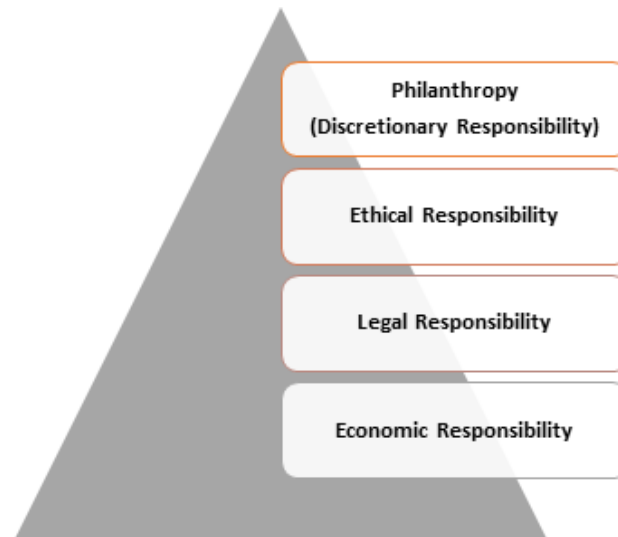 Philanthropy
(Discretionary Responsibility)
Ethical Responsibility
Legal Responsibility
Economic Responsibility